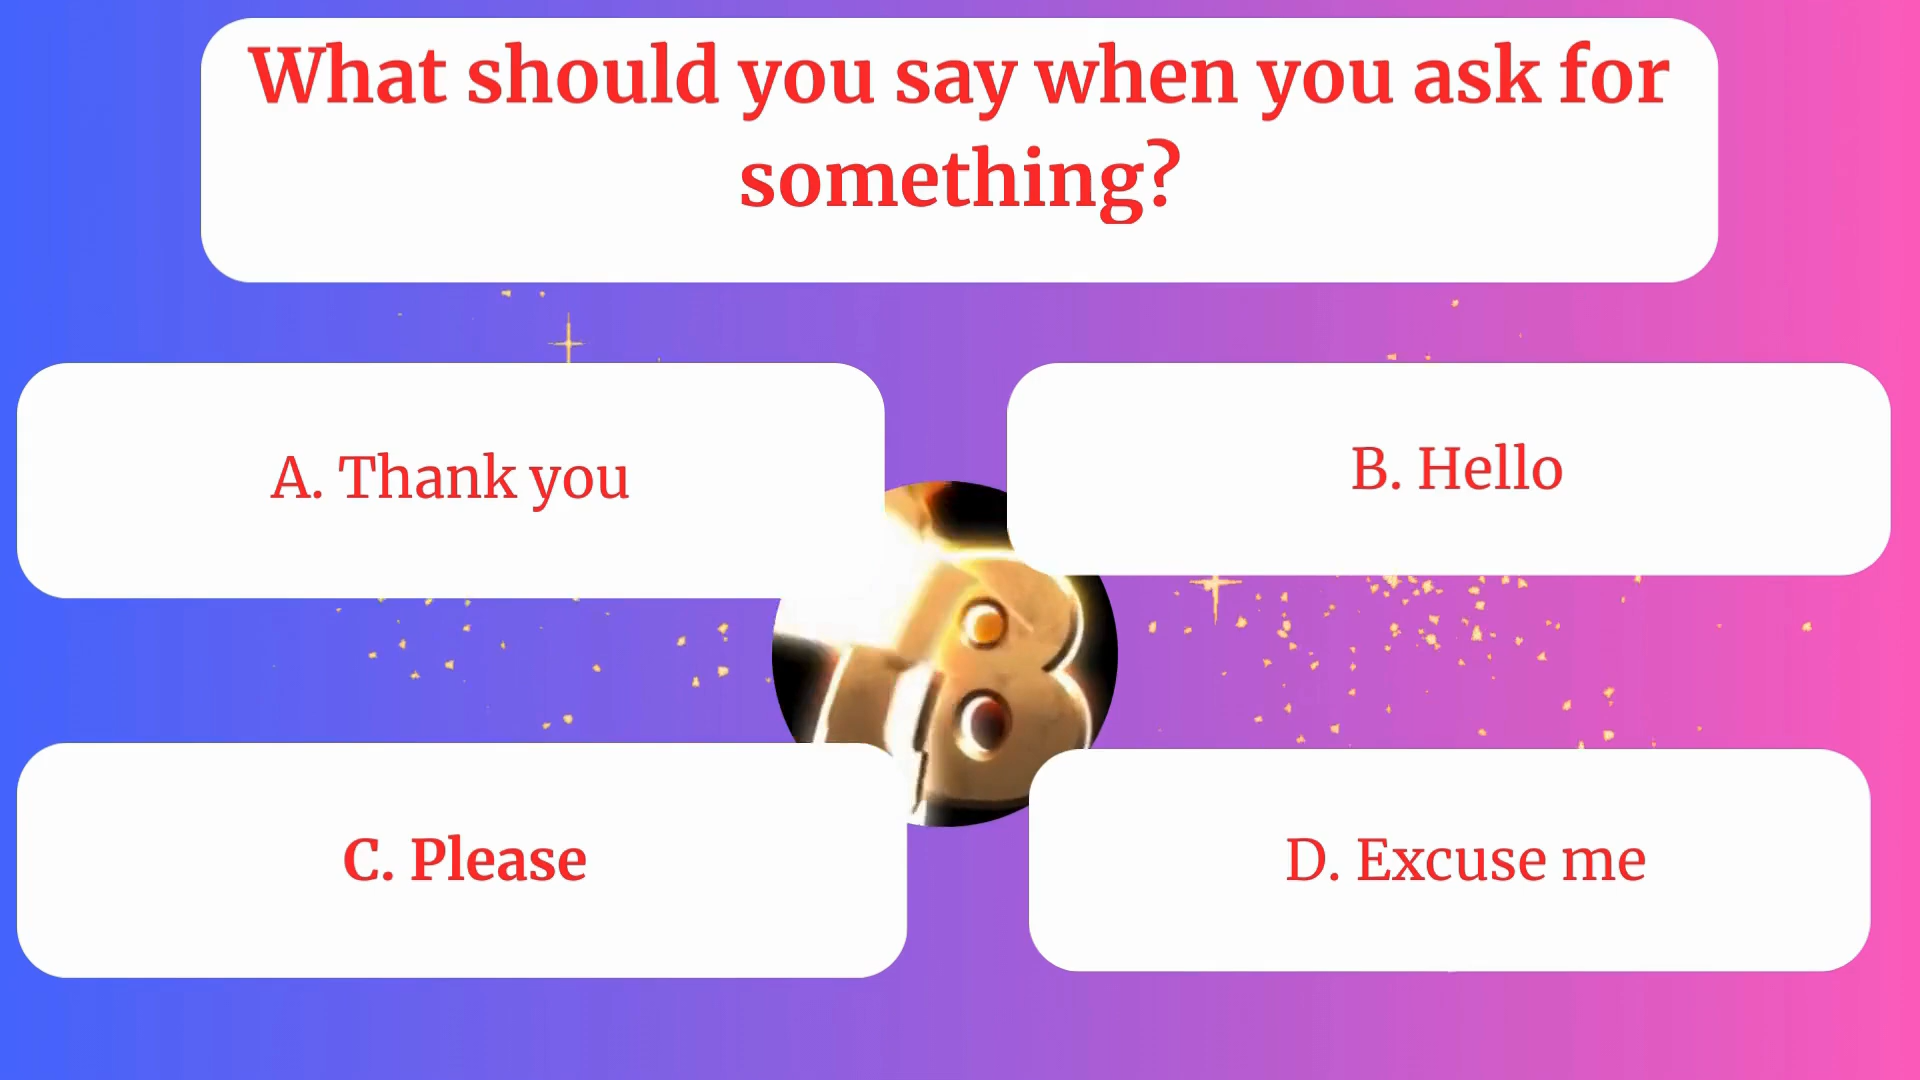 What should you say when you ask for
something?
A. Thank you
B. Hello
C. Please
D. Excuse me